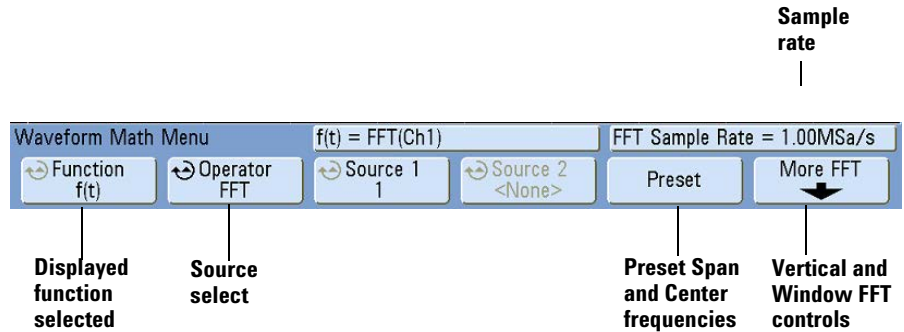 Sample
rate
Waveform Math Menu
f(t) = FFT(Ch1)
FFT Sample Rate = 1.00MSa/s
Function
f(t)
Operator
FFT
Source 1
1
Source 2
<None>
Preset
More FFT
Displayed
function
selected
Source
select
Preset Span
and Center
frequencies
Vertical and
Window FFT
controls